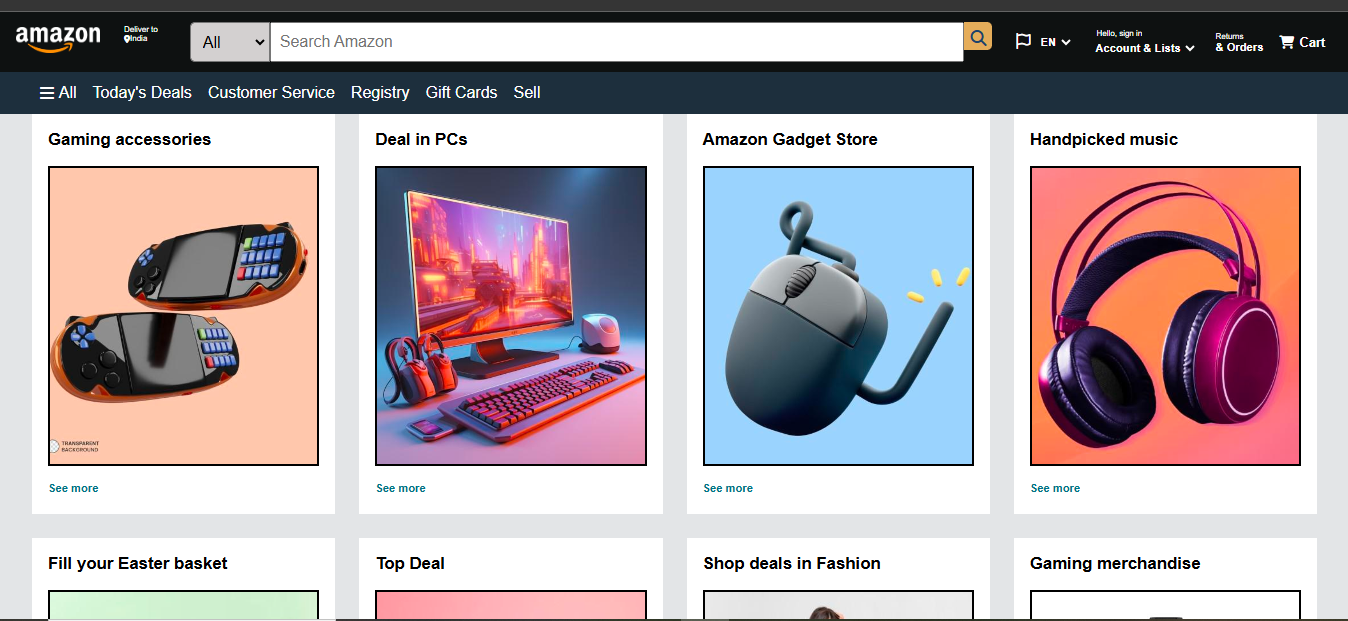 amazon
Deliver to
India
All
Search Amazon
EN
Hello, sign in
Account & Lists
Returns
& Orders
Cart
All
Today's Deals
Customer Service
Registry
Gift Cards
Sell
Gaming accessories
Deal in PCs
Amazon Gadget Store
Handpicked music
TRANSPARENT
BACKGROUND
See more
See more
See more
See more
Fill your Easter basket
Top Deal
Shop deals in Fashion
Gaming merchandise